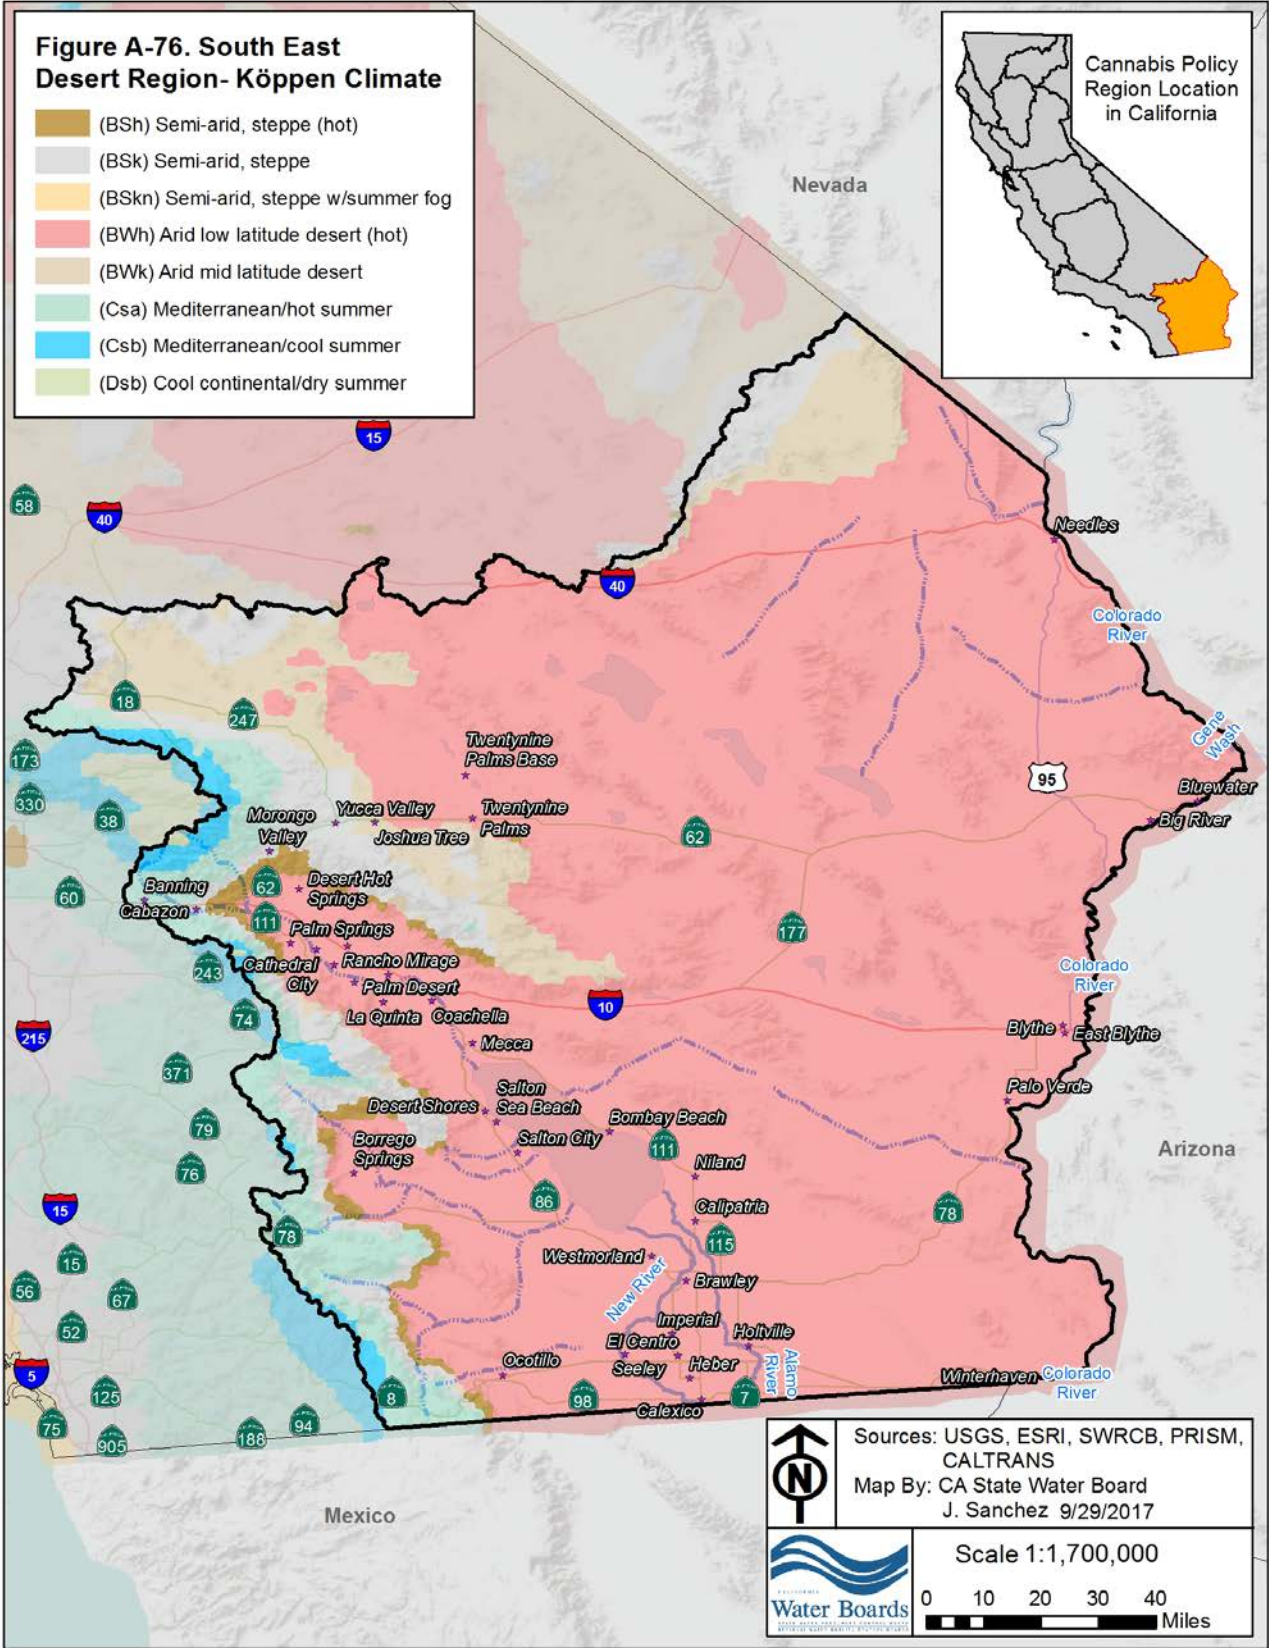 Figure A-76. South East
Desert Region- Köppen Climate
(BSh) Semi-arid, steppe (hot)
(BSk) Semi-arid, steppe
(BSkn) Semi-arid, steppe w/summer fog
(BWh) Arid low latitude desert (hot)
(BWk) Arid mid latitude desert
(Csa) Mediterranean/hot summer
(Csb) Mediterranean/cool summer
(Dsb) Cool continental/dry summer
Cannabis Policy
Region Location
in California
Nevada
15
58
40
40
Needles
Colorado
River
18
247
Gene
Wash
173
Twentynine
Palms Base
95
Bluewater
330
38
Morongo
Valley
Yucca Valley
Joshua Tree
Twentynine
Palms
62
Big River
60
Banning
Cabazon
62
Desert Hot
Springs
111
177
Palm Springs
243
Cathedral
City
Rancho Mirage
Palm Desert
Colorado
River
10
74
La Quinta
Coachella
215
Blythe
East Blythe
Mecca
371
Palo Verde
Desert Shores
Salton
Sea Beach
79
Bombay Beach
Borrego
Springs
Salton City
111
Arizona
76
Niland
86
15
Calipatria
78
78
115
15
Westmorland
56
67
New River
Brawley
52
Imperial
El Centro
Holtville
5
Ocotillo
Seeley
Heber
Alamo
River
Winterhaven
Colorado
River
125
8
98
7
Calexico
75
905
188
94
Mexico
N
Sources: USGS, ESRI, SWRCB, PRISM,
CALTRANS
Map By: CA State Water Board
J. Sanchez 9/29/2017
CALIFORNIA
Water Boards
Scale 1:1,700,000
0 10 20 30 40
Miles